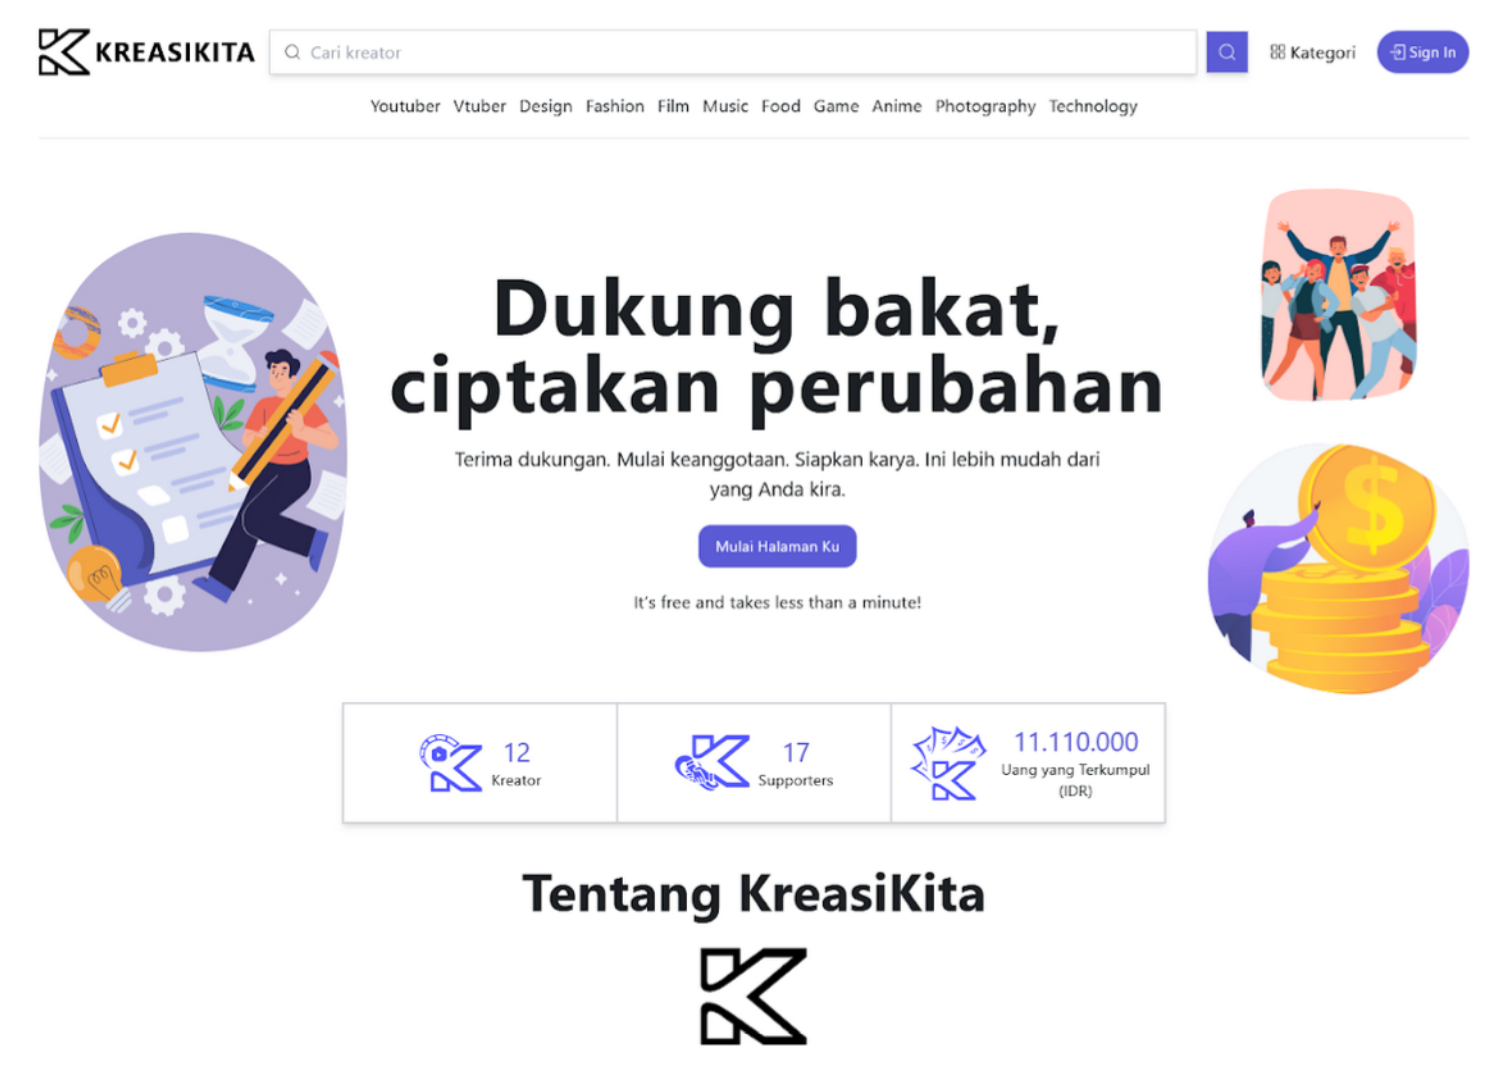 KREASIKITA
Cari kreator
Kategori
Sign In
Youtuber Vtuber Design Fashion Film Music Food Game Anime Photography Technology
Dukung bakat,
ciptakan perubahan
Terima dukungan. Mulai keanggotaan. Siapkan karya. Ini lebih mudah dari
yang Anda kira.
Mulai Halaman Ku
It's free and takes less than a minute!
12
Kreator
17
Supporters
11.110.000
Uang yang Terkumpul
(IDR)
Tentang KreasiKita